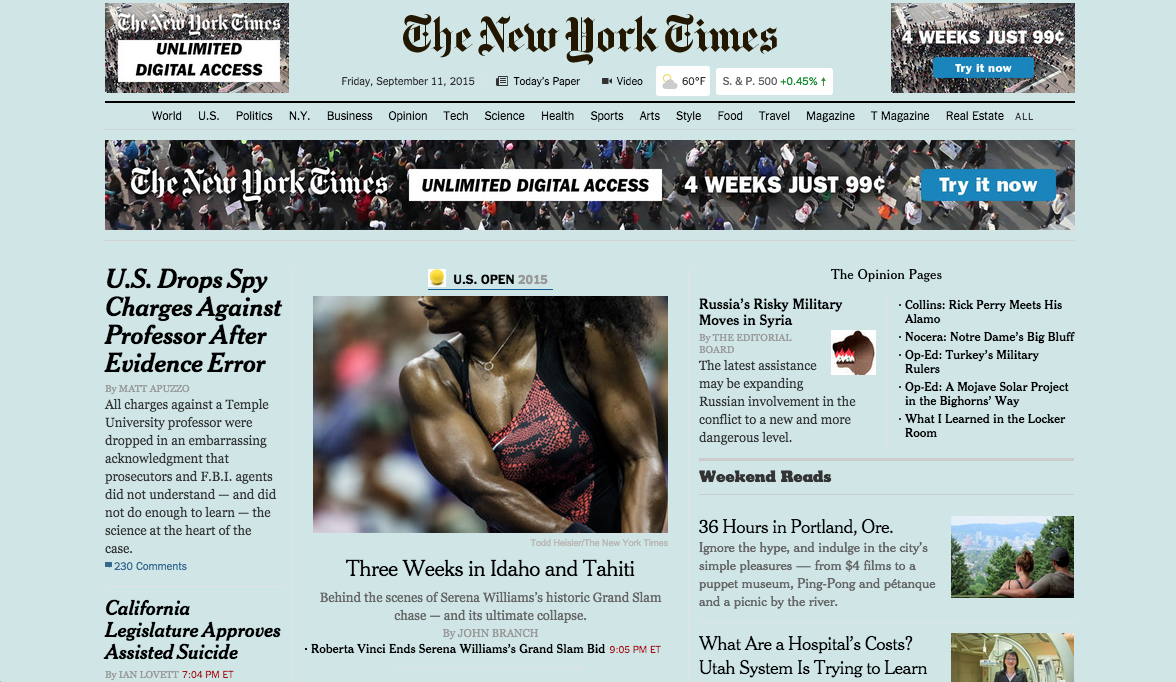 The New York Times
UNLIMITED
DIGITAL ACCESS
The New York Times
4 WEEKS JUST 99¢
Try it now
Friday, September 11, 2015
Today's Paper
Video
60°F
S. & P. 500 +0.45% ↑
World U.S. Politics N.Y. Business Opinion Tech Science Health Sports Arts Style Food Travel Magazine T Magazine Real Estate ALL
The New York Times UNLIMITED DIGITAL ACCESS 4 WEEKS JUST 99¢ Try it now
U.S. Drops Spy
Charges Against
Professor After
Evidence Error
By MATT APUZZO
All charges against a Temple
University professor were
dropped in an embarrassing
acknowledgment that
prosecutors and F.B.I. agents
did not understand — and did
not do enough to learn — the
science at the heart of the
case.
230 Comments
California
Legislature Approves
Assisted Suicide
By IAN LOVETT 7:04 PM ET
U.S. OPEN 2015
Todd Heisler/The New York Times
Three Weeks in Idaho and Tahiti
Behind the scenes of Serena Williams's historic Grand Slam
chase — and its ultimate collapse.
By JOHN BRANCH
· Roberta Vinci Ends Serena Williams's Grand Slam Bid 9:05 PM ET
The Opinion Pages
Russia's Risky Military
Moves in Syria
By THE EDITORIAL
BOARD
The latest assistance
may be expanding
Russian involvement in the
conflict to a new and more
dangerous level.
· Collins: Rick Perry Meets His
Alamo
· Nocera: Notre Dame's Big Bluff
· Op-Ed: Turkey's Military
Rulers
· Op-Ed: A Mojave Solar Project
in the Bighorns' Way
· What I Learned in the Locker
Room
Weekend Reads
36 Hours in Portland, Ore.
Ignore the hype, and indulge in the city's
simple pleasures — from $4 films to a
puppet museum, Ping-Pong and pétanque
and a picnic by the river.
What Are a Hospital's Costs?
Utah System Is Trying to Learn